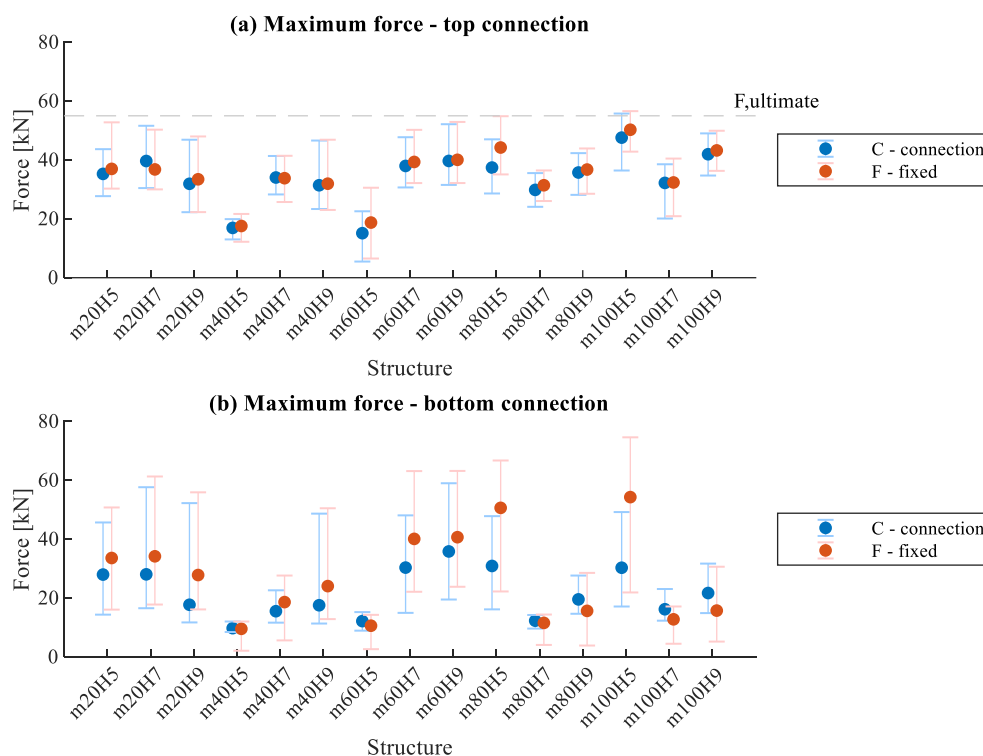 (a) Maximum force - top connection
80
60
40
20
0
Force [kN]
F,ultimate
C - connection
F - fixed
m20H5
m20H7
m20H9
m40H5
m40H7
m40H9
m60H5
m60H7
m60H9
m80H5
m80H7
m80H9
m100H5
m100H7
m100H9
Structure
(b) Maximum force - bottom connection
80
60
40
20
0
Force [kN]
C - connection
F - fixed
m20H5
m20H7
m20H9
m40H5
m40H7
m40H9
m60H5
m60H7
m60H9
m80H5
m80H7
m80H9
m100H5
m100H7
m100H9
Structure